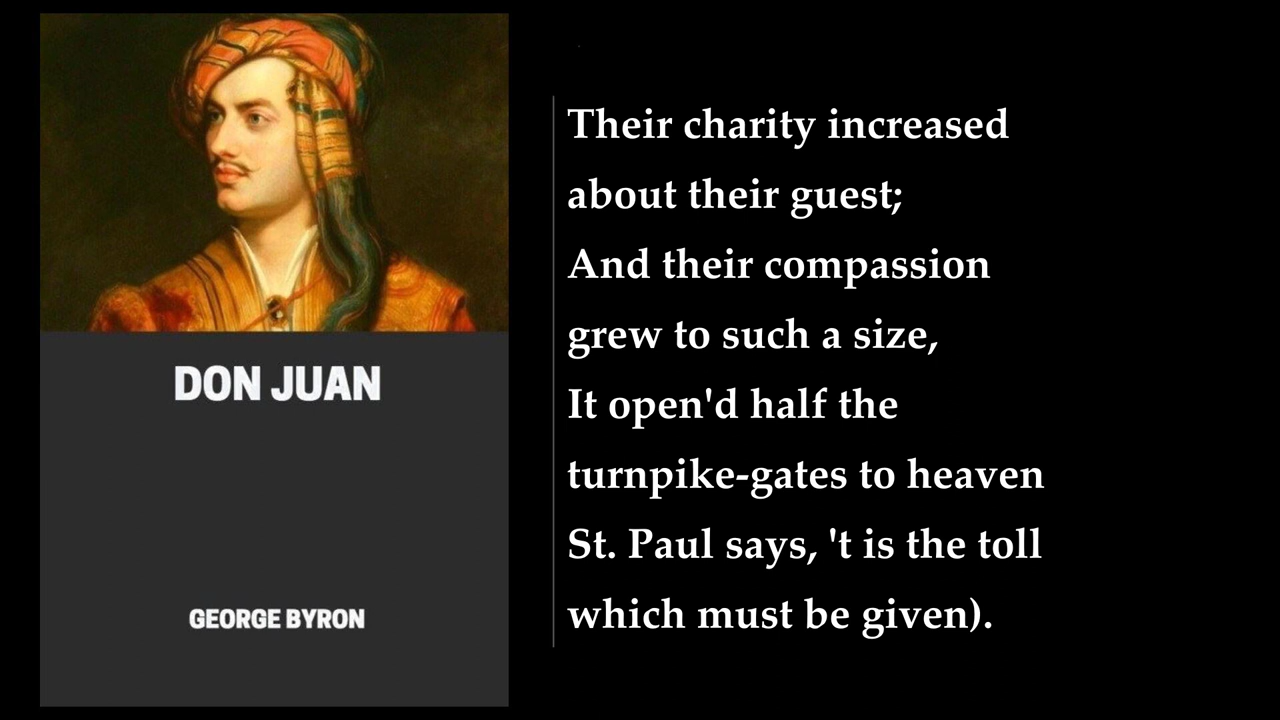 DON JUAN
GEORGE BYRON
Their charity increased
about their guest;
And their compassion
grew to such a size,
It open'd half the
turnpike-gates to heaven
St. Paul says, 't is the toll
which must be given).